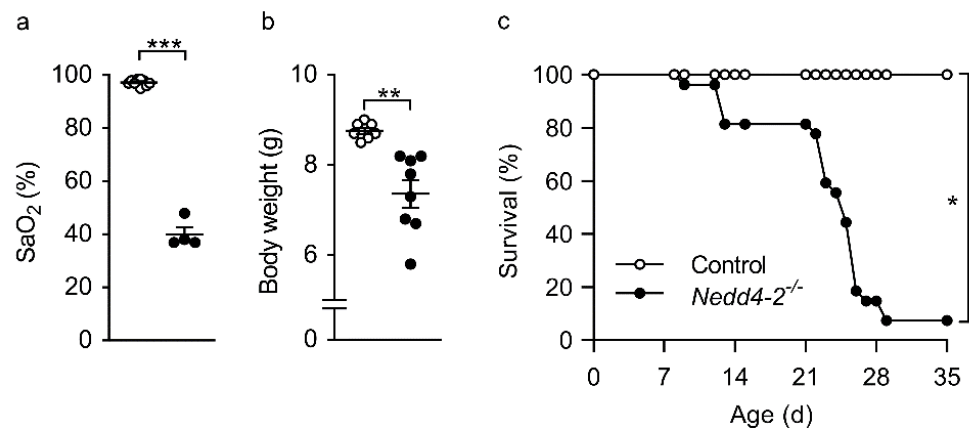 a
***
SaO2 (%)
100
80
60
40
20
0
b
**
Body weight (g)
10
8
6
0
c
Survival (%)
100
80
60
40
20
0
Control
Nedd4-2-/-
*
0 7 14 21 28 35
Age (d)